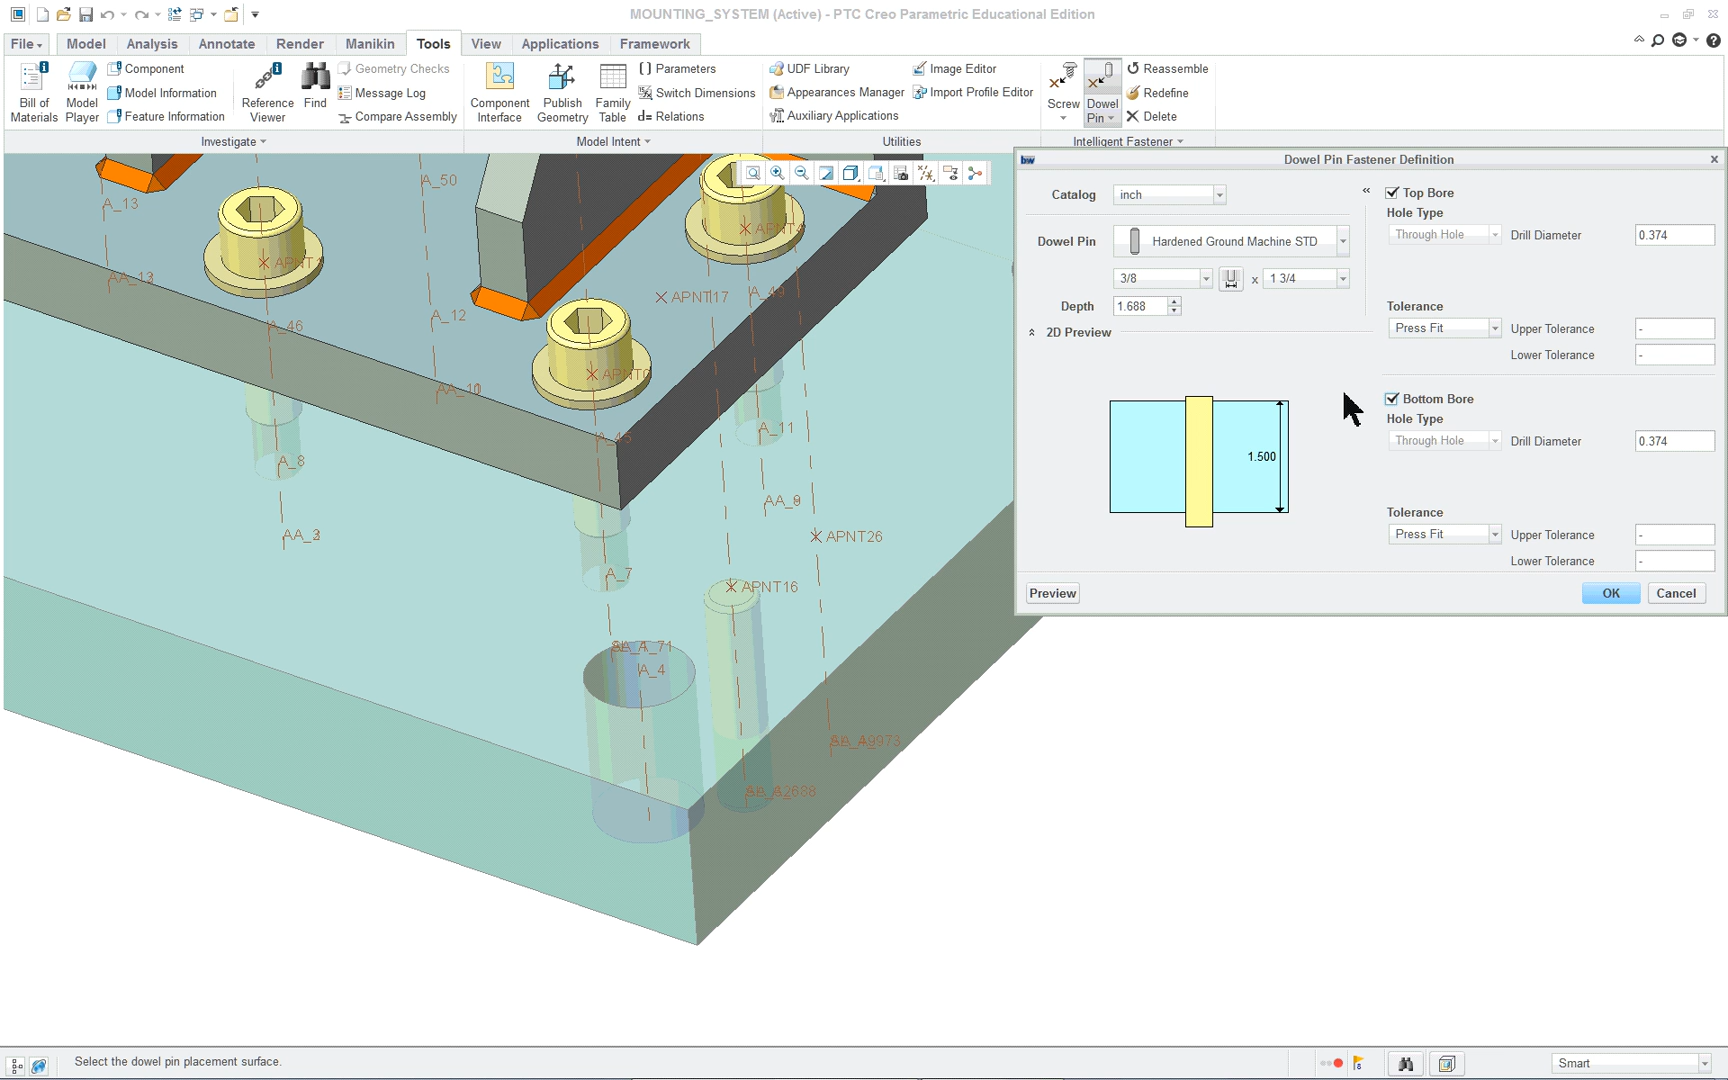 MOUNTING_SYSTEM (Active) - PTC Creo Parametric Educational Edition
File Model Analysis Annotate Render Manikin Tools View Applications Framework
Bill of Materials
Model Player
Component
Model Information
Feature Information
Reference Viewer
Find
Geometry Checks
Message Log
Compare Assembly
Component Interface
Publish Geometry
Family Table
Parameters
Switch Dimensions
d= Relations
UDF Library
Appearances Manager
Auxiliary Applications
Image Editor
Import Profile Editor
Screw
Dowel Pin
Reassemble
Redefine
Delete
Investigate
Model Intent
Utilities
Intelligent Fastener
Dowel Pin Fastener Definition
Catalog inch
Dowel Pin Hardened Ground Machine STD
3/8 x 1 3/4
Depth 1.688
2D Preview
1.500
Top Bore
Hole Type
Through Hole Drill Diameter 0.374
Tolerance
Press Fit Upper Tolerance -
Lower Tolerance -
Bottom Bore
Hole Type
Through Hole Drill Diameter 0.374
Tolerance
Press Fit Upper Tolerance -
Lower Tolerance -
Preview OK Cancel
A_50
A_13
AA_13
A_46
A_12
APNT17
A_8
A_11
AA_9
APNT26
A_7
APNT16
A_4
Select the dowel pin placement surface.
Smart